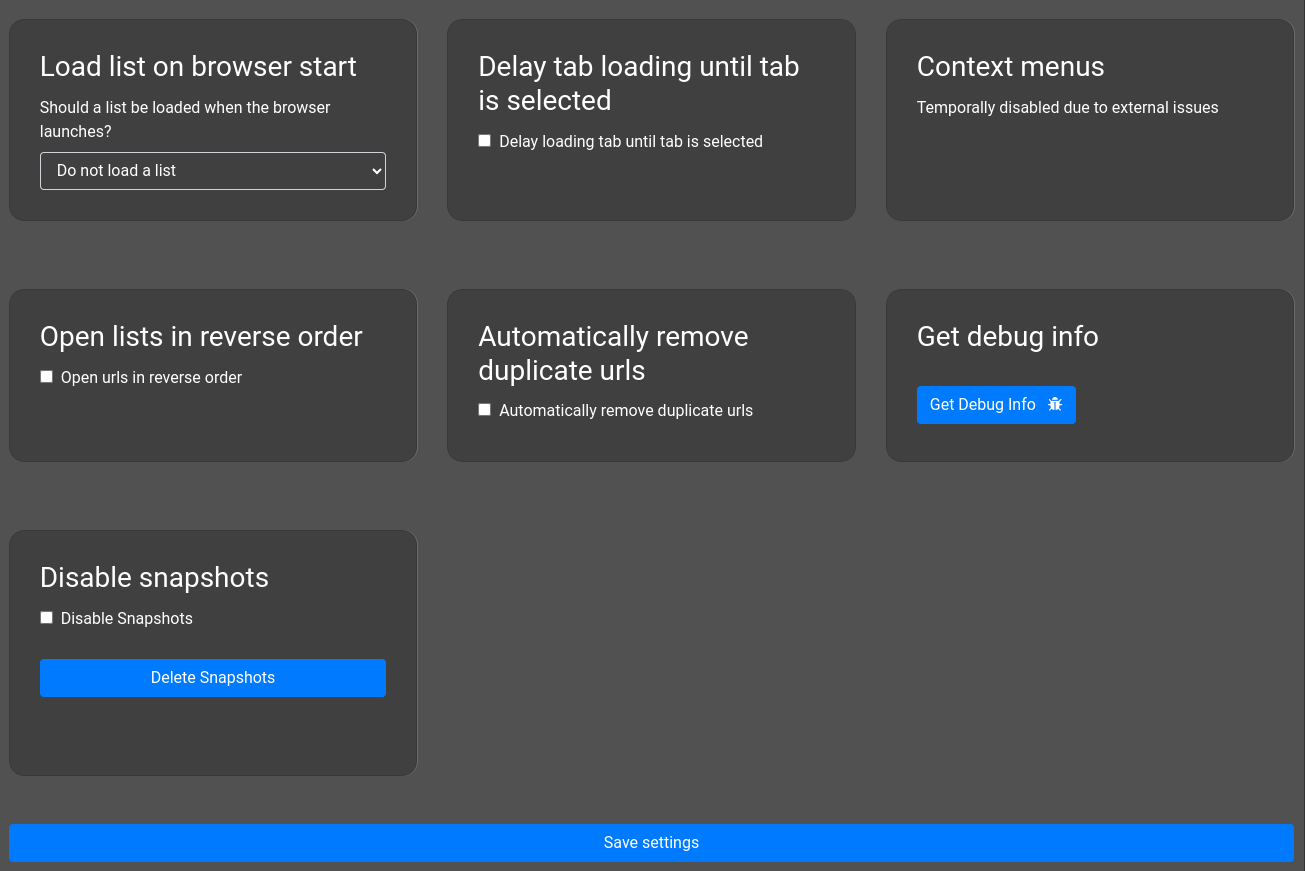 Load list on browser start
Should a list be loaded when the browser
launches?
Do not load a list
Delay tab loading until tab
is selected
Delay loading tab until tab is selected
Context menus
Temporally disabled due to external issues
Open lists in reverse order
Open urls in reverse order
Automatically remove
duplicate urls
Automatically remove duplicate urls
Get debug info
Get Debug Info
Disable snapshots
Disable Snapshots
Delete Snapshots
Save settings